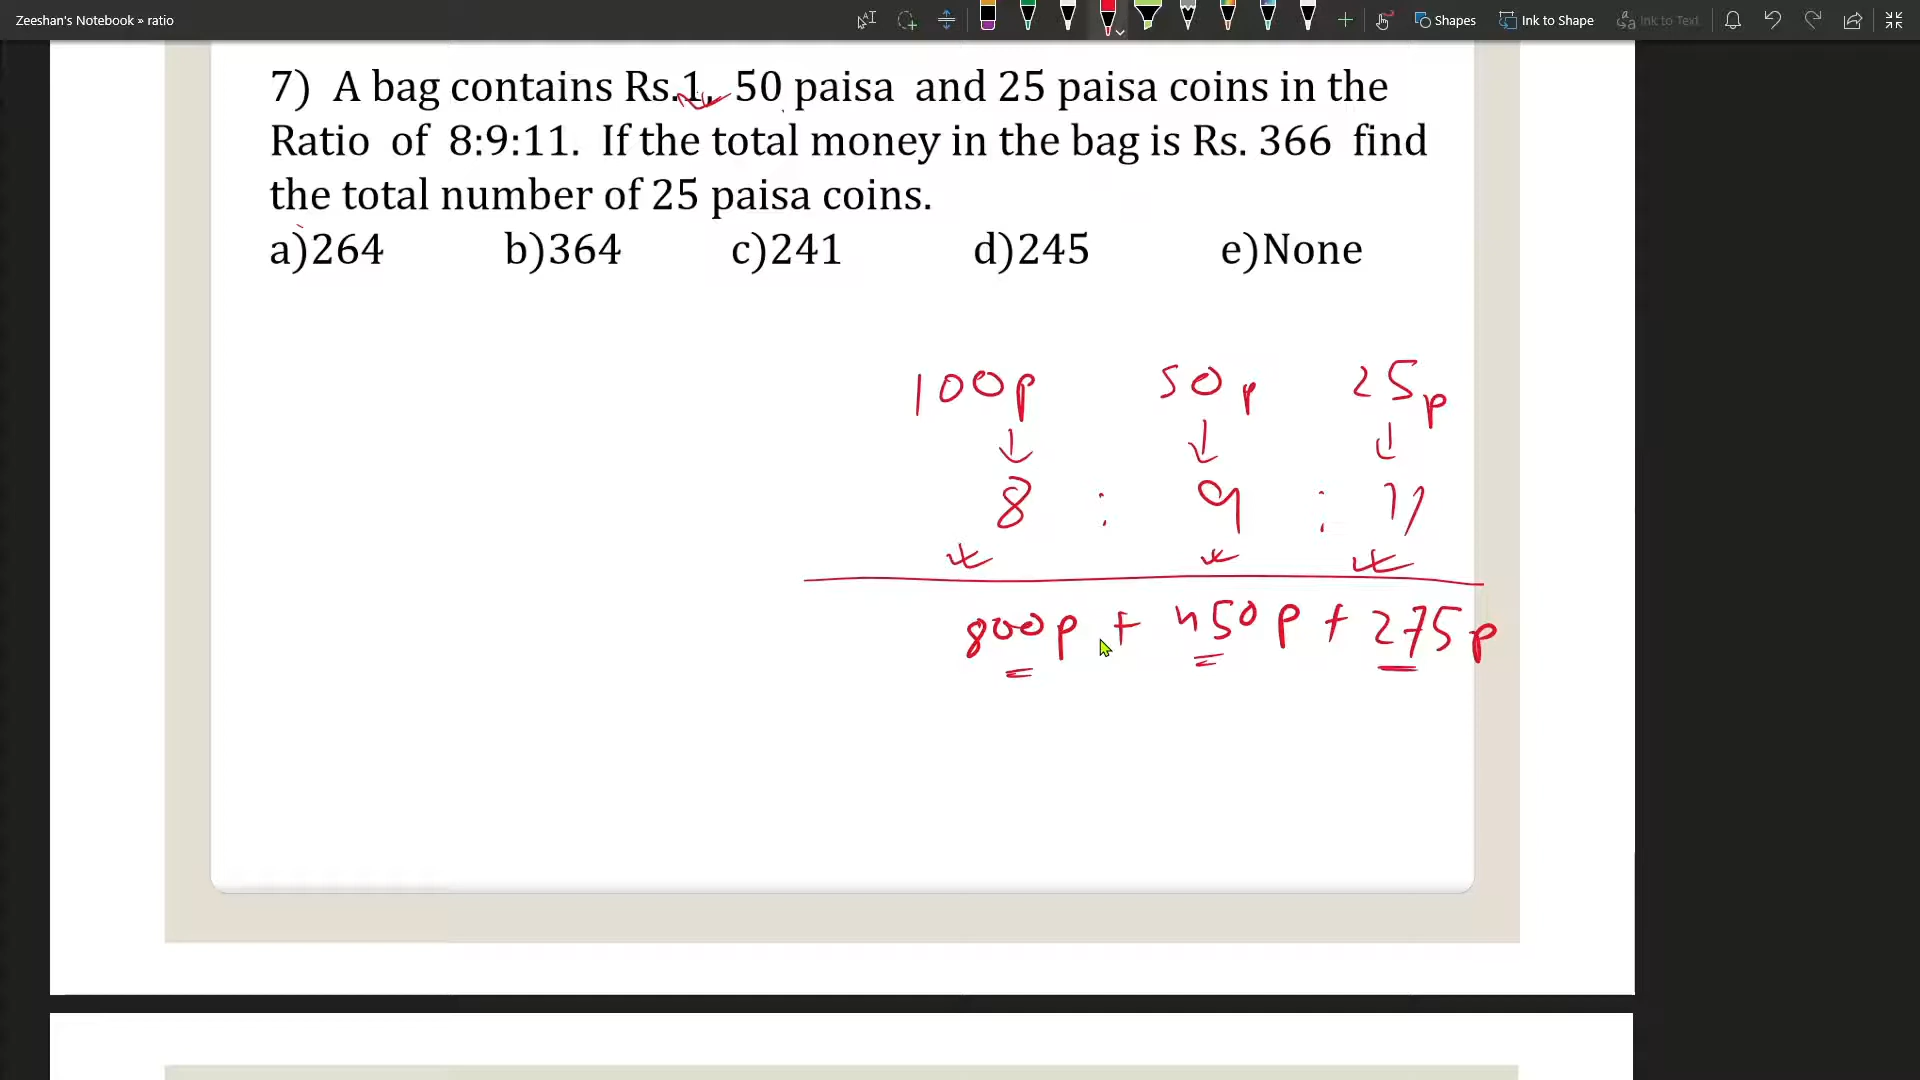 Zeeshan's Notebook » ratio
Shapes
Ink to Shape
Ink to Text
7) A bag contains Rs.1, 50 paisa and 25 paisa coins in the
Ratio of 8:9:11. If the total money in the bag is Rs. 366 find
the total number of 25 paisa coins.
a)264 b)364 c)241 d)245 e)None
100p 50p 25p
8 : 9 : 11
800p + 450p + 275p